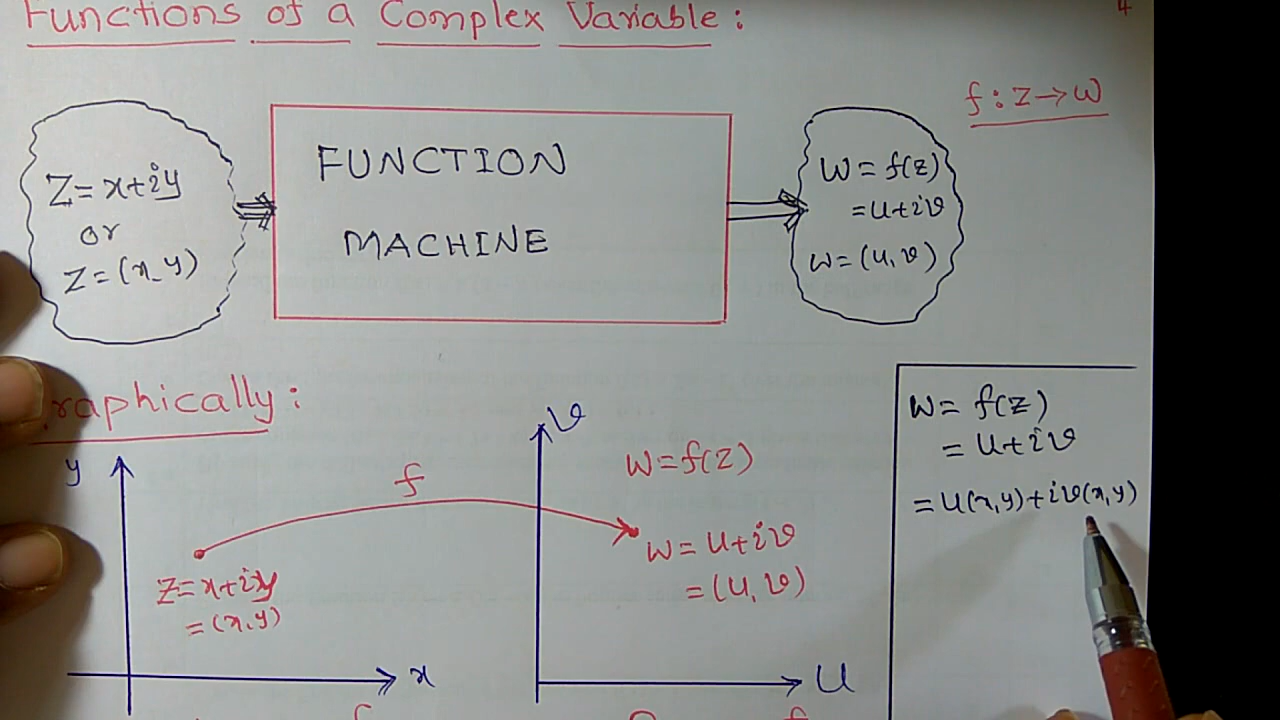 Functions of a Complex Variable :
4
f : z → w
Z = x+iy
or
Z = (x,y)
FUNCTION
MACHINE
W = f(z)
= u+iv
w = (u,v)
raphically :
y
x
f
Z = x+iy
= (x,y)
v
u
W = f(z)
w = u+iv
= (u,v)
W = f(z)
= u+iv
= u(x,y)+iv(x,y)